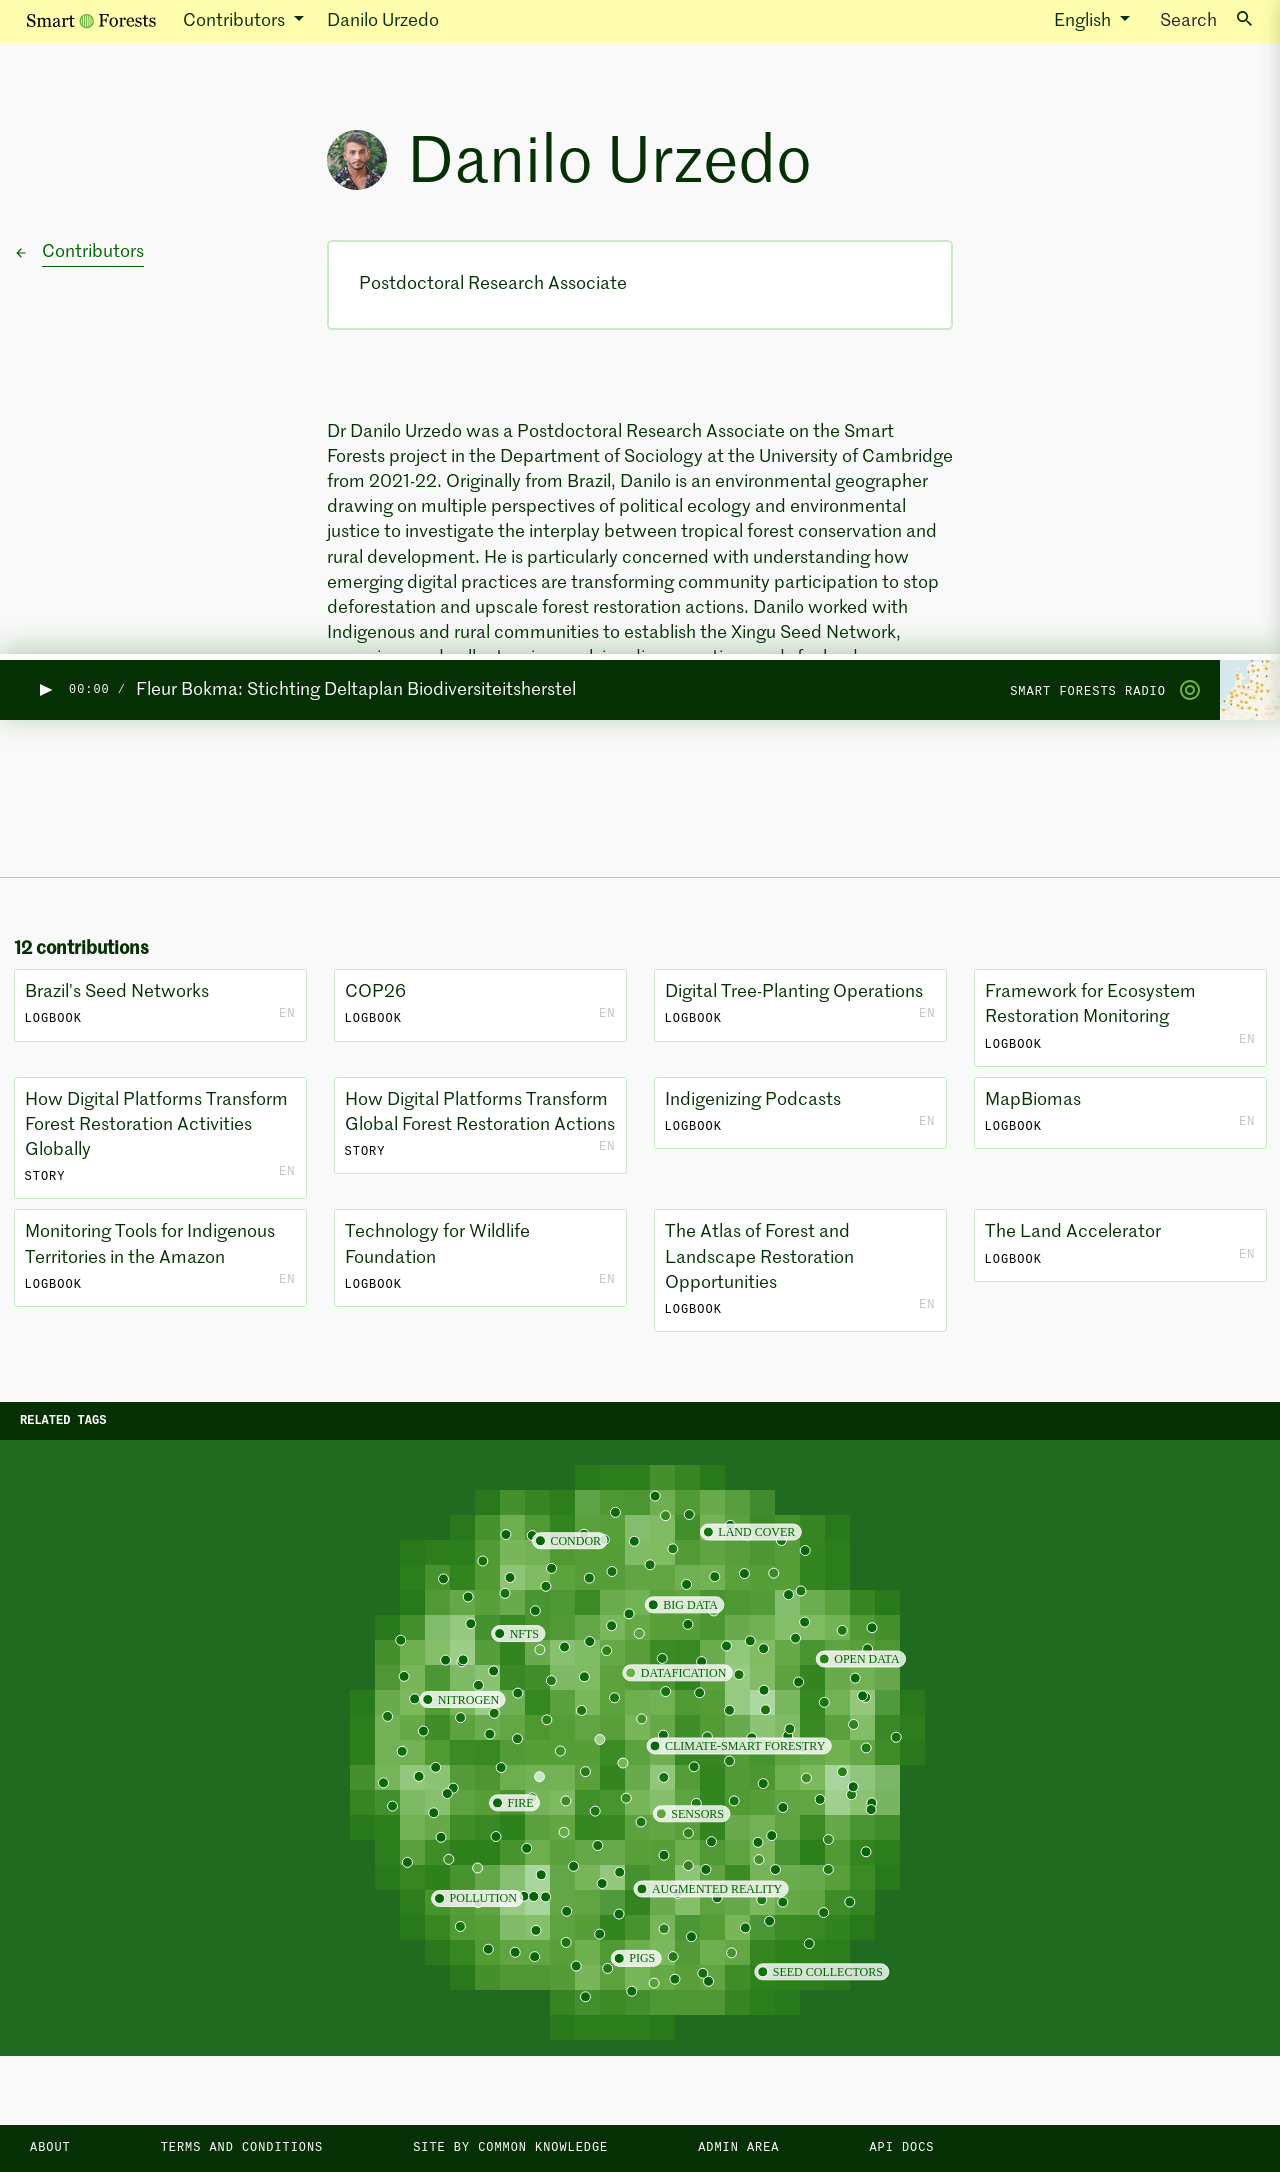 Smart Forests Contributors Danilo Urzedo English Search
Danilo Urzedo
Contributors
Postdoctoral Research Associate
Dr Danilo Urzedo was a Postdoctoral Research Associate on the Smart
Forests project in the Department of Sociology at the University of Cambridge
from 2021-22. Originally from Brazil, Danilo is an environmental geographer
drawing on multiple perspectives of political ecology and environmental
justice to investigate the interplay between tropical forest conservation and
rural development. He is particularly concerned with understanding how
emerging digital practices are transforming community participation to stop
deforestation and upscale forest restoration actions. Danilo worked with
Indigenous and rural communities to establish the Xingu Seed Network,
00:00 / Fleur Bokma: Stichting Deltaplan Biodiversiteitsherstel SMART FORESTS RADIO
12 contributions
Brazil's Seed Networks
LOGBOOK EN
COP26
LOGBOOK EN
Digital Tree-Planting Operations
LOGBOOK EN
Framework for Ecosystem
Restoration Monitoring
LOGBOOK EN
How Digital Platforms Transform
Forest Restoration Activities
Globally
STORY EN
How Digital Platforms Transform
Global Forest Restoration Actions
STORY EN
Indigenizing Podcasts
LOGBOOK EN
MapBiomas
LOGBOOK EN
Monitoring Tools for Indigenous
Territories in the Amazon
LOGBOOK EN
Technology for Wildlife
Foundation
LOGBOOK EN
The Atlas of Forest and
Landscape Restoration
Opportunities
LOGBOOK EN
The Land Accelerator
LOGBOOK EN
RELATED TAGS
LAND COVER
CONDOR
BIG DATA
NFTS
OPEN DATA
DATAFICATION
NITROGEN
CLIMATE-SMART FORESTRY
FIRE
SENSORS
AUGMENTED REALITY
POLLUTION
PIGS
SEED COLLECTORS
ABOUT TERMS AND CONDITIONS SITE BY COMMON KNOWLEDGE ADMIN AREA API DOCS